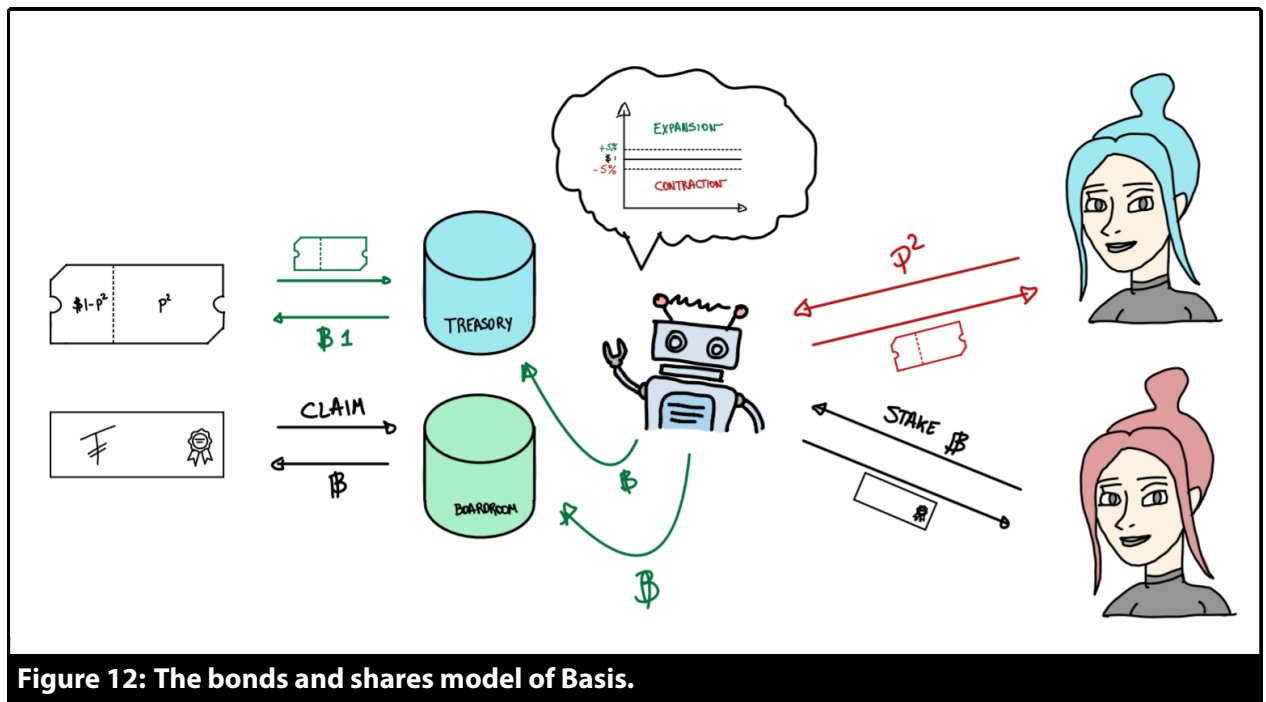 EXPANSION
+5%
$1
-5%
CONTRACTION
$1-P²
P²
TREASURY
₿ 1
P²
CLAIM
₿
BOARDROOM
₿
₿
STAKE ₿
Figure 12: The bonds and shares model of Basis.